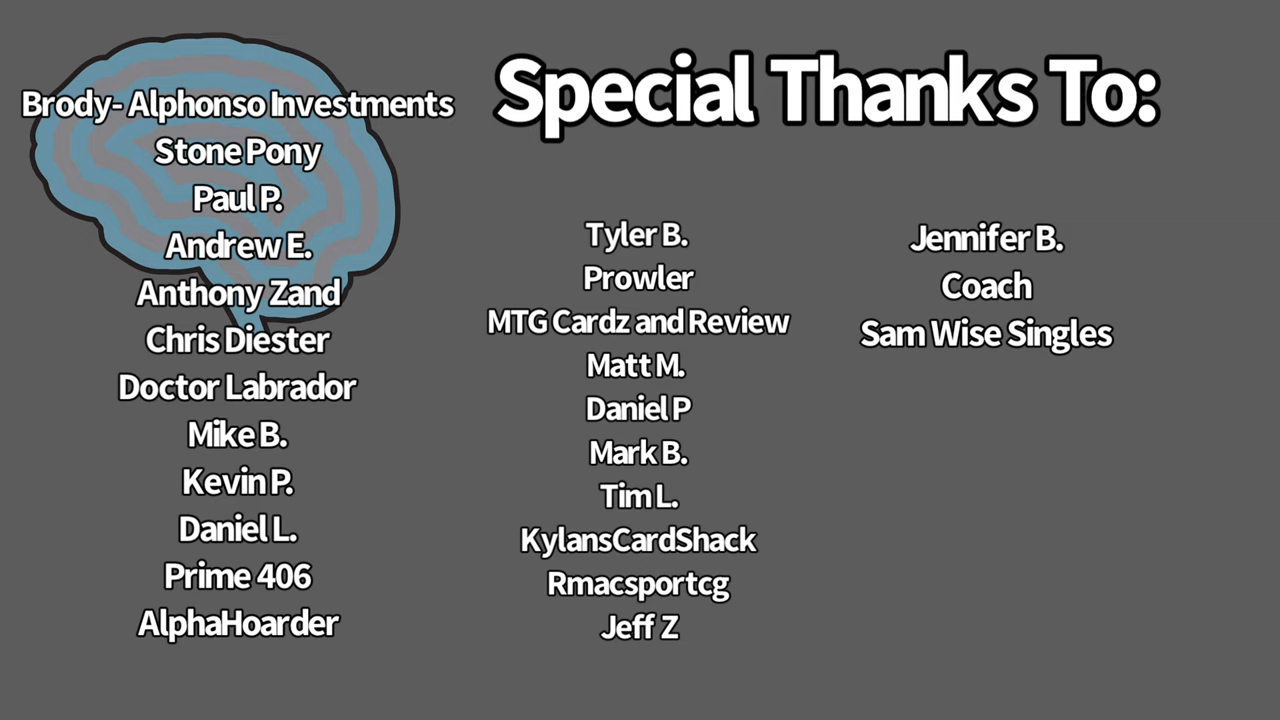 Special Thanks To:
Brody- Alphonso Investments
Stone Pony
Paul P.
Andrew E.
Anthony Zand
Chris Diester
Doctor Labrador
Mike B.
Kevin P.
Daniel L.
Prime 406
AlphaHoarder
Tyler B.
Prowler
MTG Cardz and Review
Matt M.
Daniel P
Mark B.
Tim L.
KylansCardShack
Rmacsportcg
Jeff Z
Jennifer B.
Coach
Sam Wise Singles